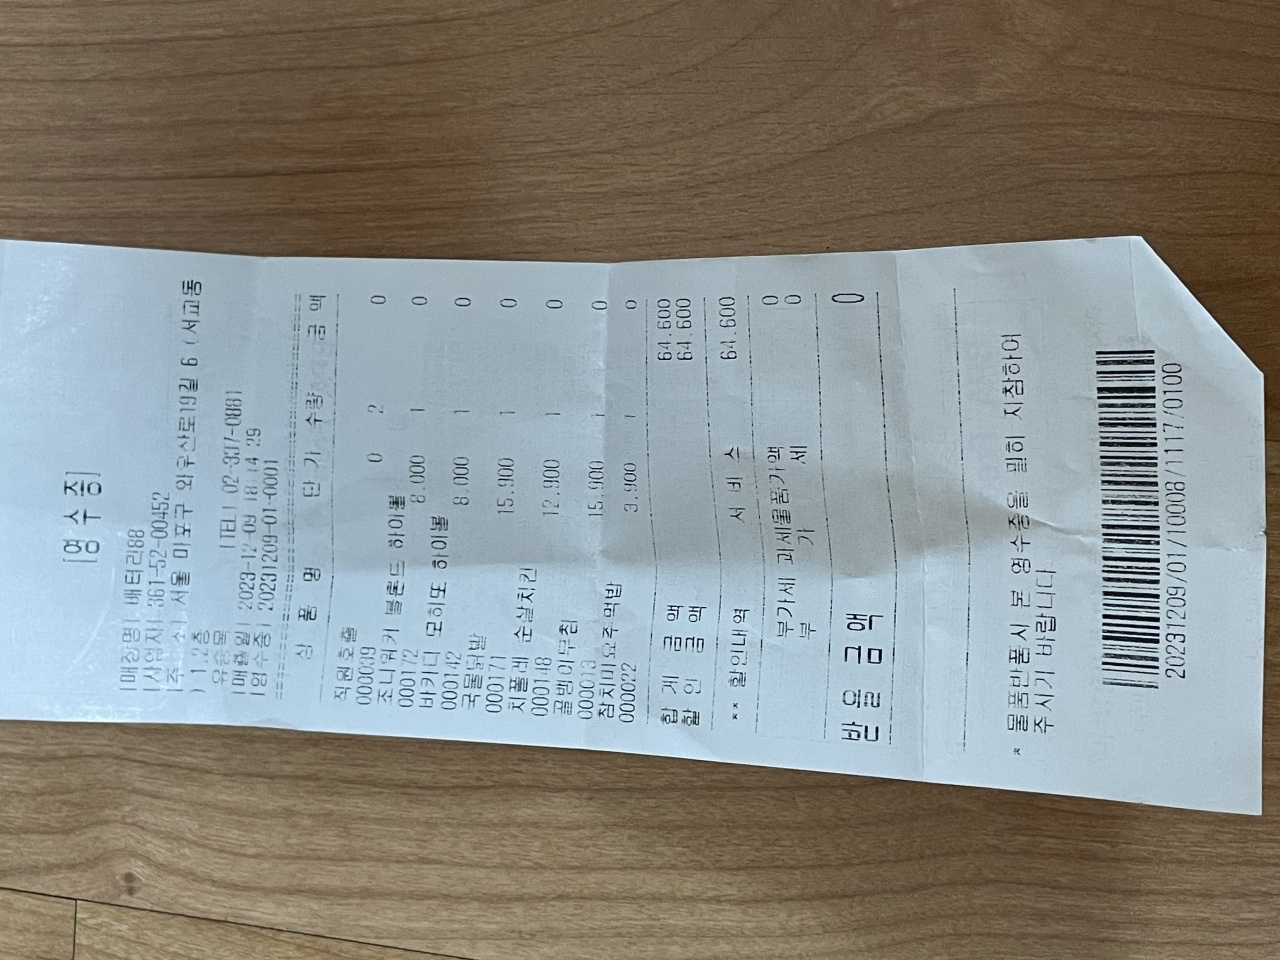 [영 수 증]
[매장명] 배터리88
[사업자] 361-52-00452
[주 소] 서울 마포구 와우산로19길 6 (서교동
) 1,2층
[TEL] 02-337-0881
[매출일] 2023-12-09 18:14:29
[영수증] 20231209-01-0001
상 품 명 단 가 수량 금 액
직원호출
000039 0 2 0
조니워커 블론드 하이볼
000172 8,000 1 0
바카디 모히또 하이볼
000142 8,000 1 0
국물닭발
000171 15,900 1 0
치폴레 순살치킨
000148 12,900 1 0
골뱅이무침
000013 15,900 1 0
참치마요주먹밥
000022 3,900 1 0
합 계 금 액 64,600
할 인 금 액 64,600
** 할인내역 서 비 스 64,600
부가세 과세물품가액 0
부 가 세 0
받 을 금 액 0
* 물품반품시 본 영수증을 필히 지참하여
주시기 바랍니다
20231209/01/10008/1117/0100